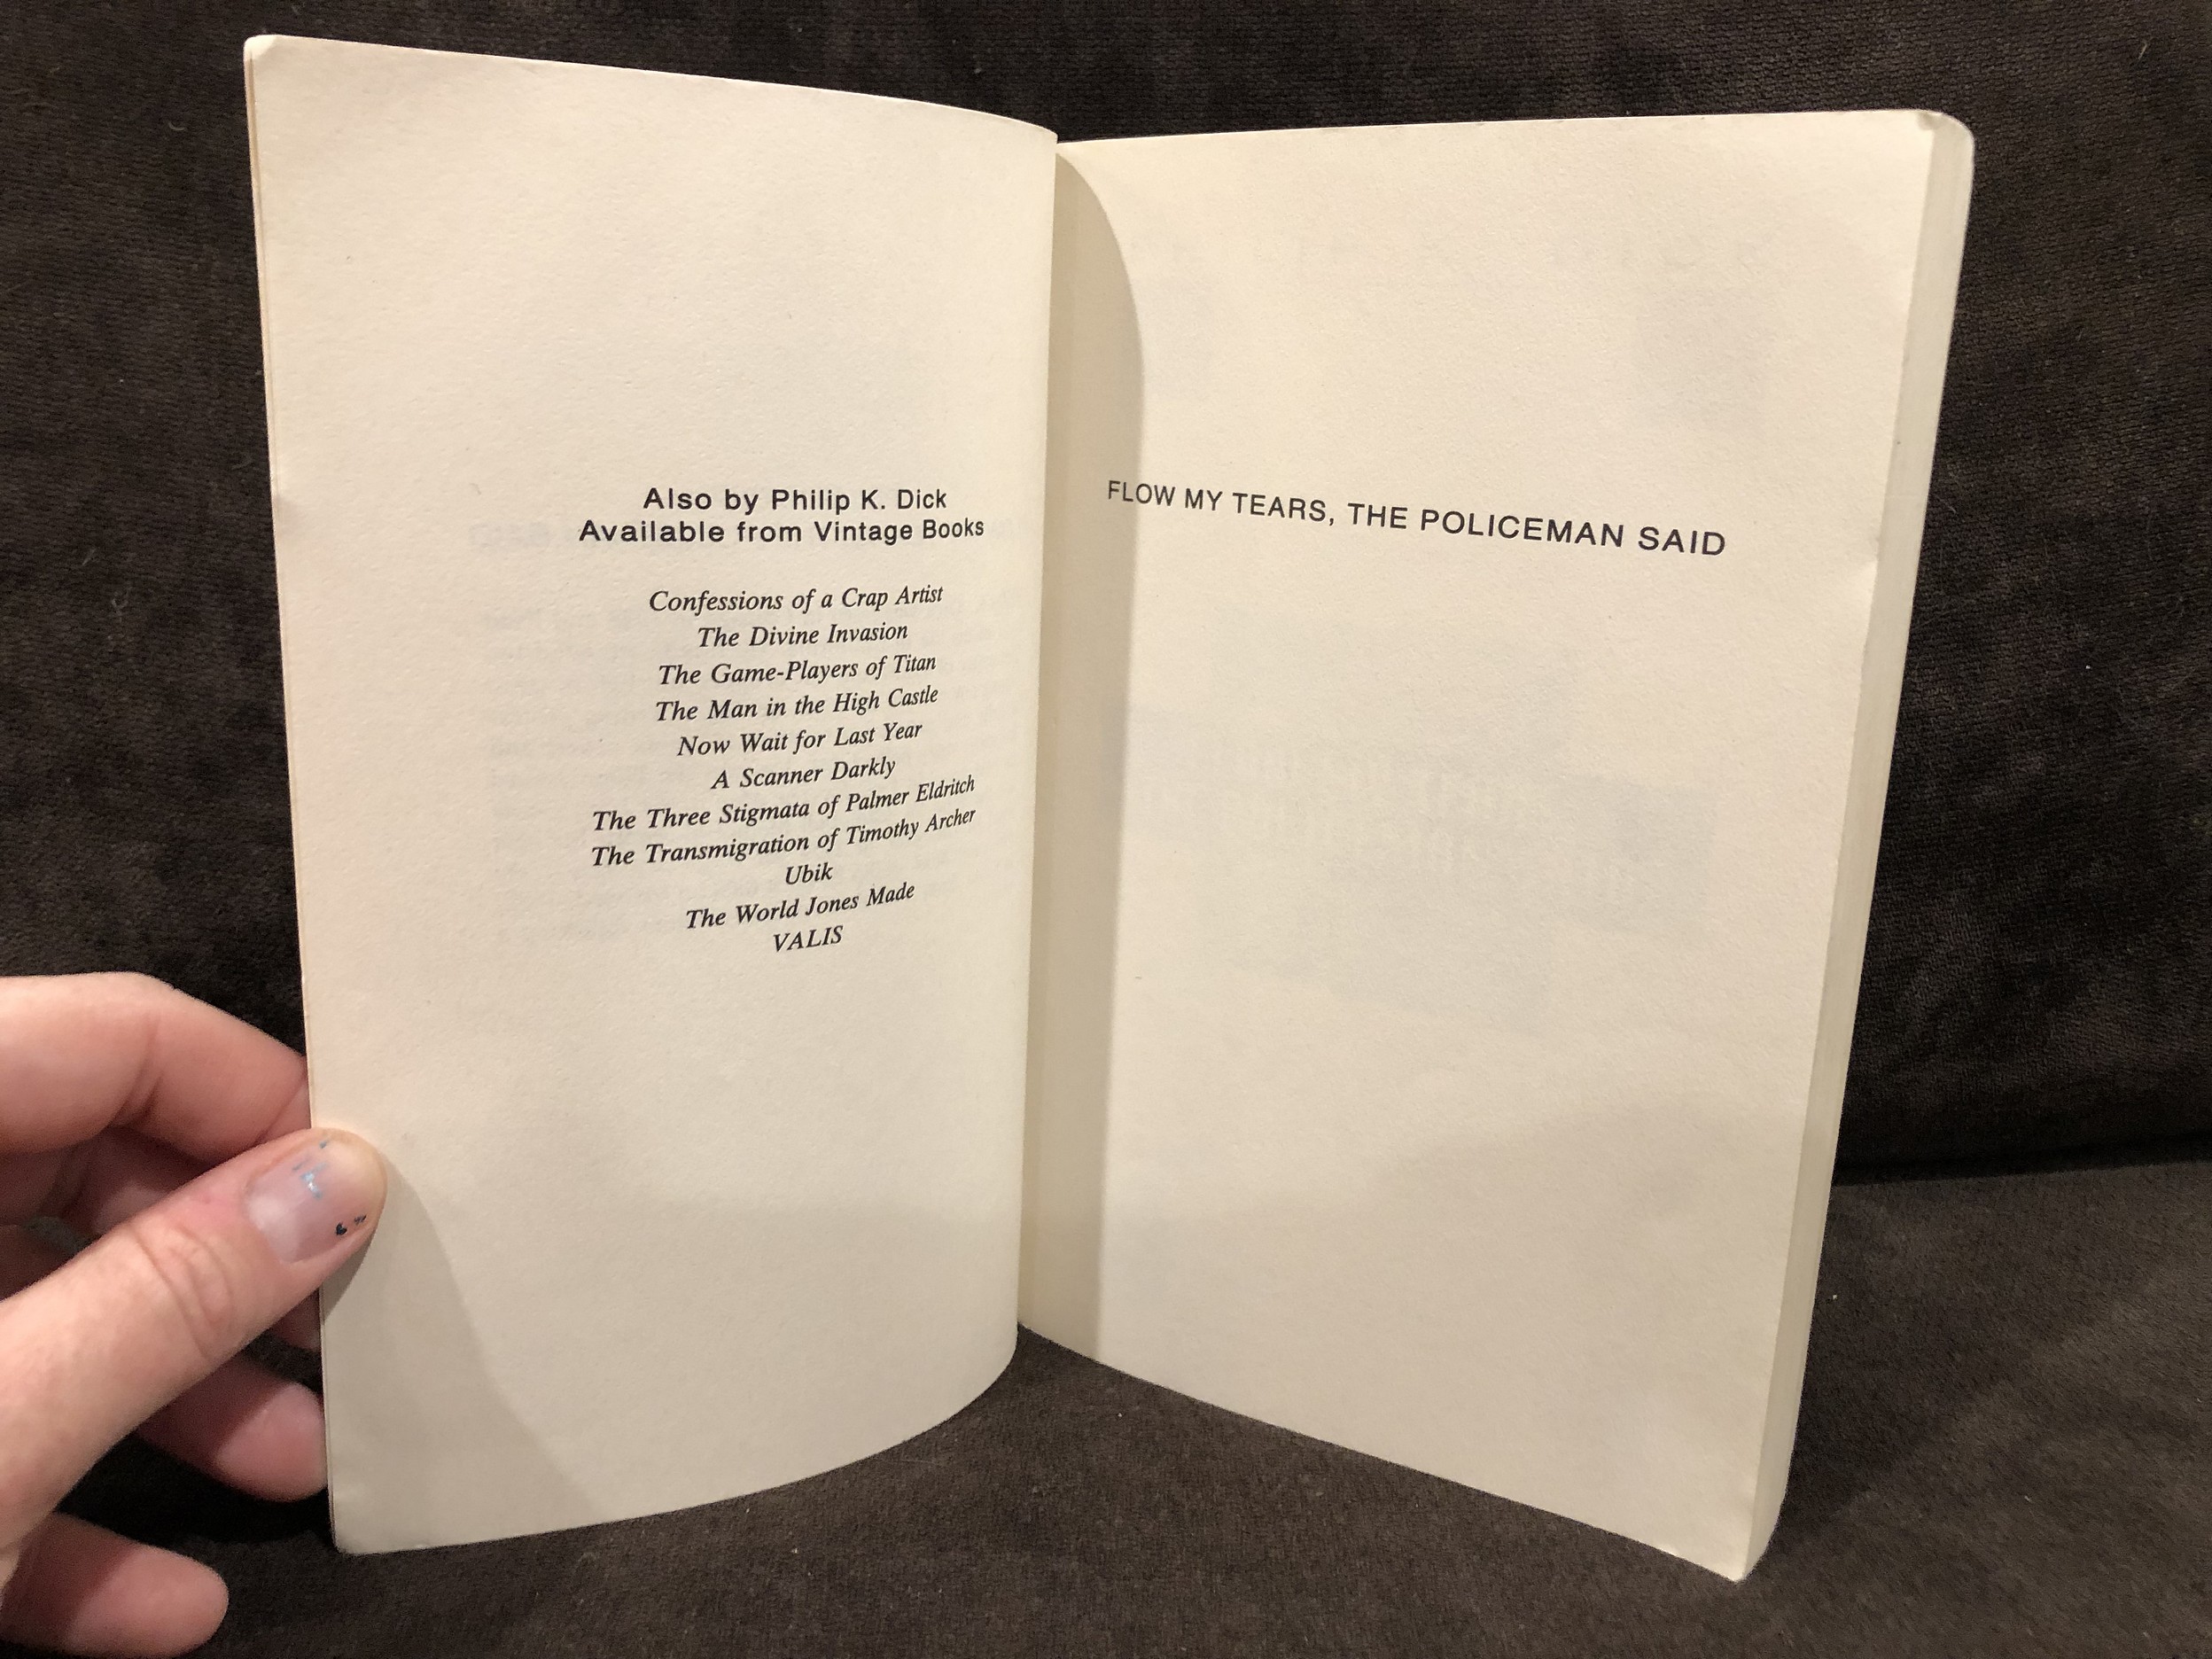 Also by Philip K. Dick
Available from Vintage Books
Confessions of a Crap Artist
The Divine Invasion
The Game-Players of Titan
The Man in the High Castle
Now Wait for Last Year
A Scanner Darkly
The Three Stigmata of Palmer Eldritch
The Transmigration of Timothy Archer
Ubik
The World Jones Made
VALIS
FLOW MY TEARS, THE POLICEMAN SAID